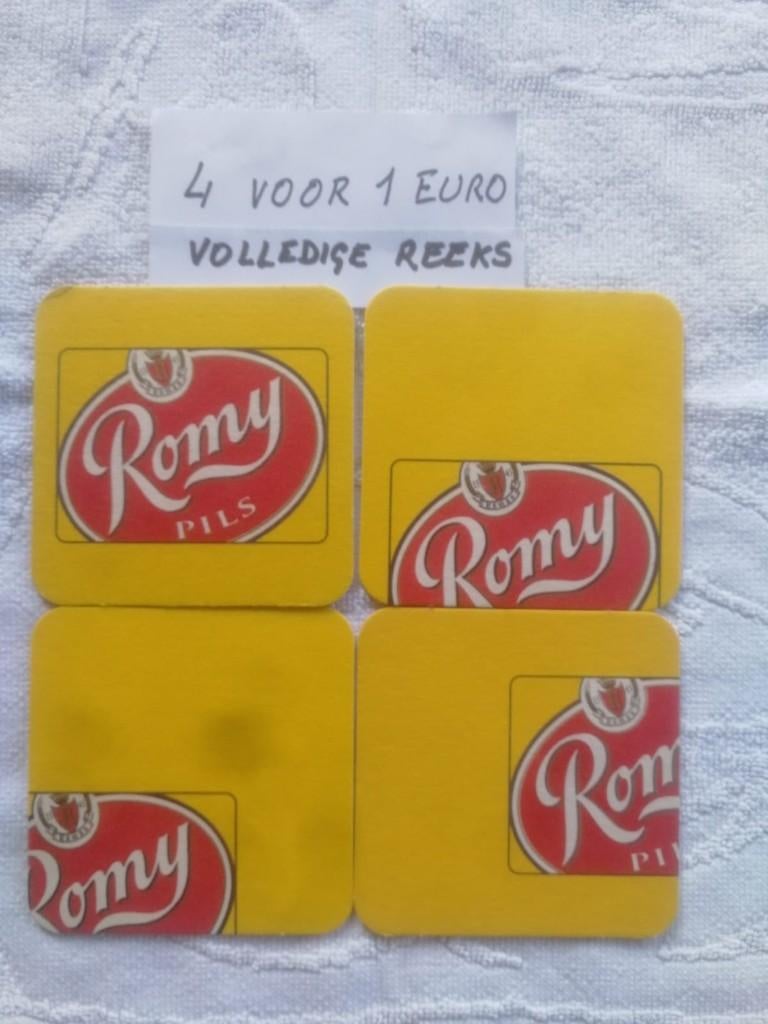 4 VOOR 1 EURO
VOLLEDIGE REEKS
Romy
PILS
Romy
Romy
Rom
PI